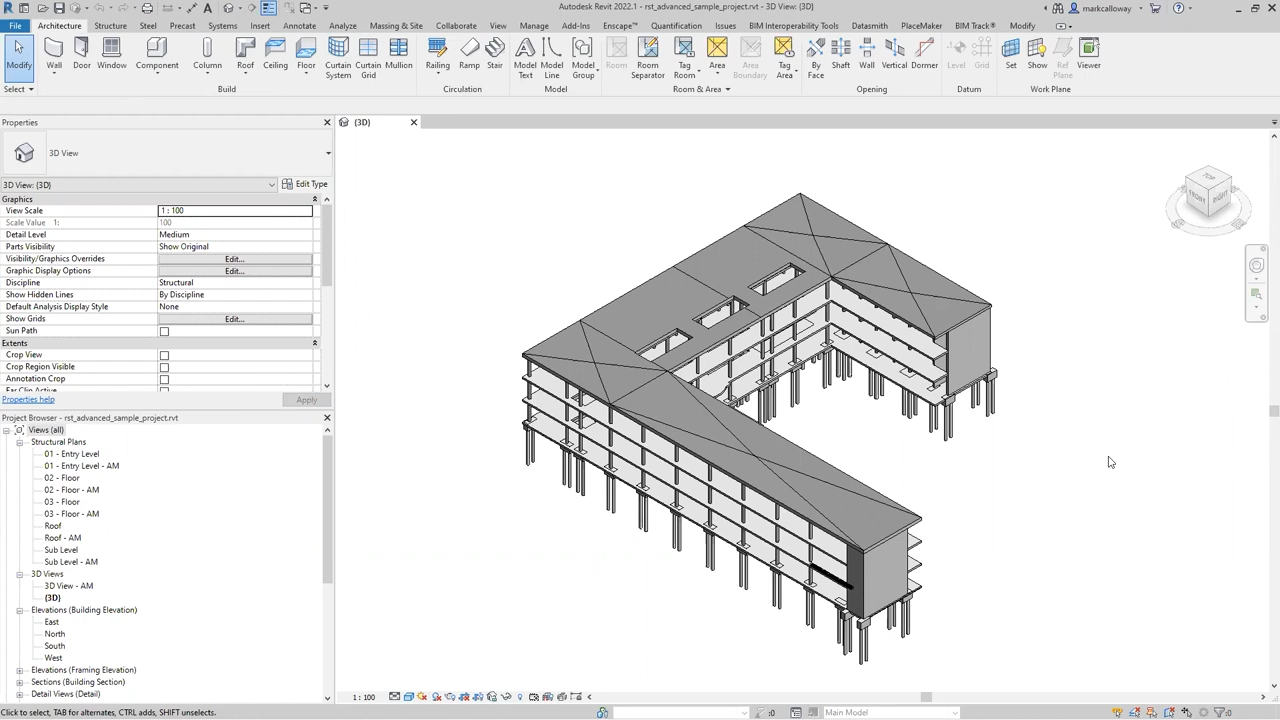 Autodesk Revit 2022.1 - rst_advanced_sample_project.rvt - 3D View: {3D}
markcalloway
File Architecture Structure Steel Precast Systems Insert Annotate Analyze Massing & Site Collaborate View Manage Add-Ins Enscape™ Quantification Issues BIM Interoperability Tools Datasmith PlaceMaker BIM Track® Modify
Modify Wall Door Window Component Column Roof Ceiling Floor Curtain System Curtain Grid Mullion Railing Ramp Stair Model Text Model Line Model Group Room Room Separator Tag Room Area Area Boundary Tag Area By Face Shaft Wall Vertical Dormer Level Grid Set Show Ref Plane Viewer
Select Build Circulation Model Room & Area Opening Datum Work Plane
Properties
{3D}
3D View
3D View: {3D} Edit Type
Graphics
View Scale 1 : 100
Scale Value 1: 100
Detail Level Medium
Parts Visibility Show Original
Visibility/Graphics Overrides Edit...
Graphic Display Options Edit...
Discipline Structural
Show Hidden Lines By Discipline
Default Analysis Display Style None
Show Grids Edit...
Sun Path
Extents
Crop View
Crop Region Visible
Annotation Crop
Far Clip Active
Properties help Apply
Project Browser - rst_advanced_sample_project.rvt
Views (all)
Structural Plans
01 - Entry Level
01 - Entry Level - AM
02 - Floor
02 - Floor - AM
03 - Floor
03 - Floor - AM
Roof
Roof - AM
Sub Level
Sub Level - AM
3D Views
3D View - AM
{3D}
Elevations (Building Elevation)
East
North
South
West
Elevations (Framing Elevation)
Sections (Building Section)
Detail Views (Detail)
TOP
FRONT RIGHT
1 : 100
Click to select, TAB for alternates, CTRL adds, SHIFT unselects.
:0
Main Model
:0